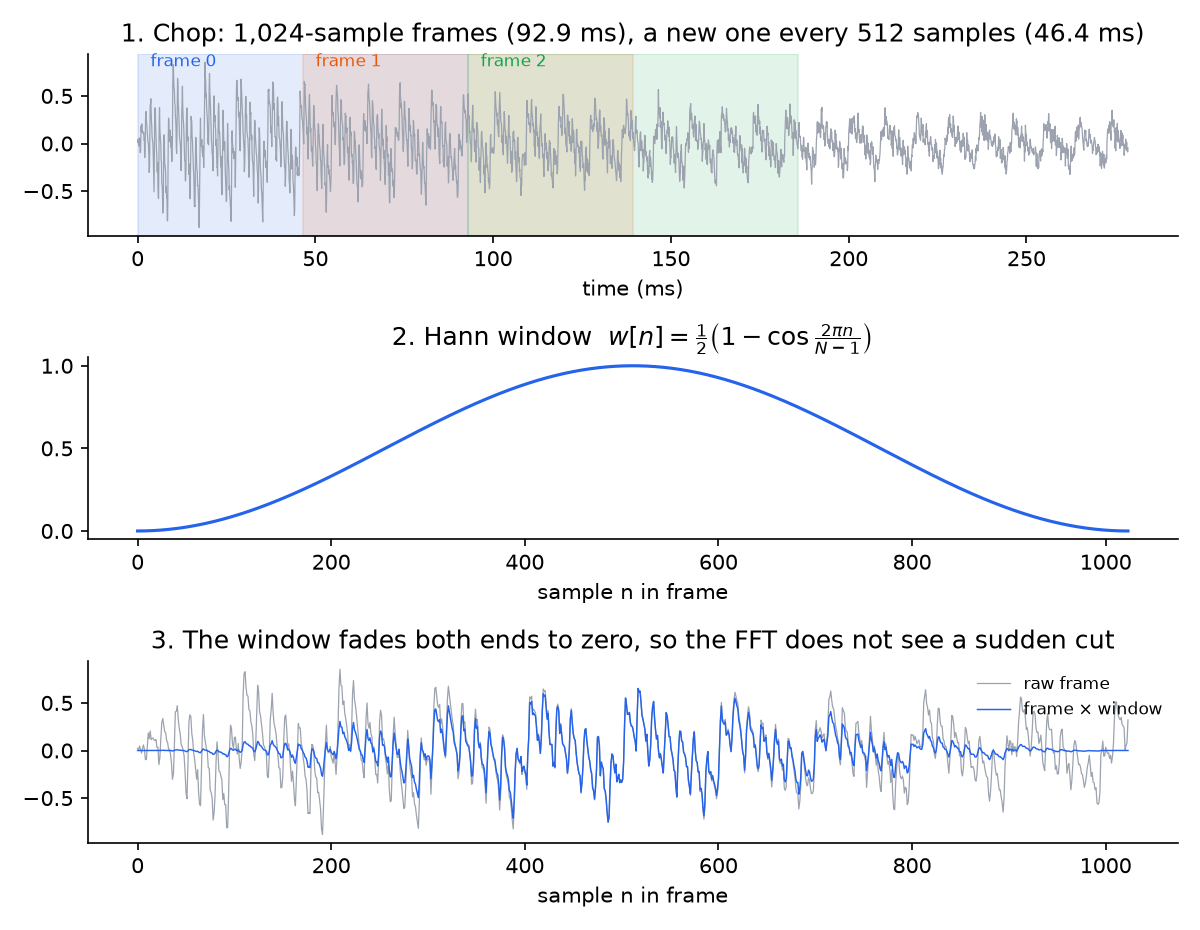 1. Chop: 1,024-sample frames (92.9 ms), a new one every 512 samples (46.4 ms)
frame 0 frame 1 frame 2
0.5
0.0
−0.5
0 50 100 150 200 250
time (ms)
2. Hann window w[n] = ½(1 − cos 2πn/(N − 1))
1.0
0.5
0.0
0 200 400 600 800 1000
sample n in frame
3. The window fades both ends to zero, so the FFT does not see a sudden cut
raw frame
frame × window
0.5
0.0
−0.5
0 200 400 600 800 1000
sample n in frame